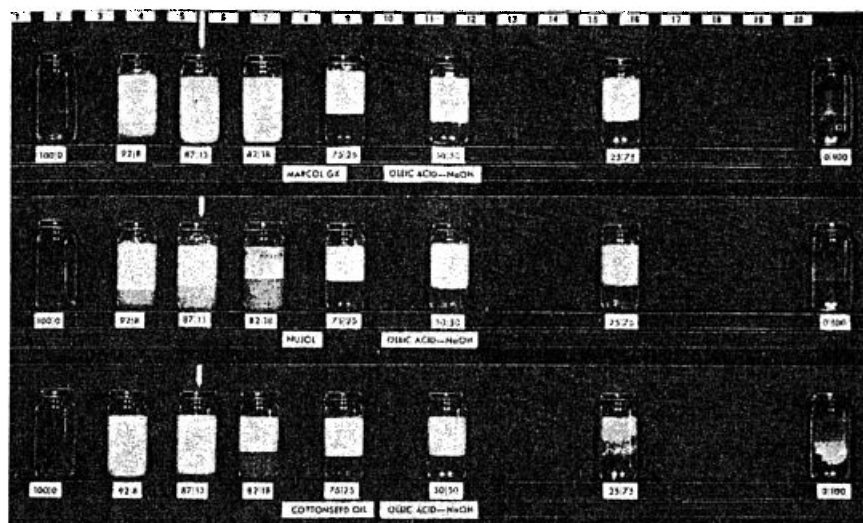 1 2 3 4 5 6 7 8 9 10 11 12 13 14 15 16 17 18 19 20
100|0 92|8 87|13 82|18 75|25 50|50 25|75 0|100
MARCOL GX OLEIC ACID—NaOH
100|0 92|8 87|13 82|18 75|25 50|50 25|75 0|100
NUJOL OLEIC ACID—NaOH
100|0 92|8 87|13 82|18 75|25 50|50 25|75 0|100
COTTONSEED OIL OLEIC ACID—NaOH